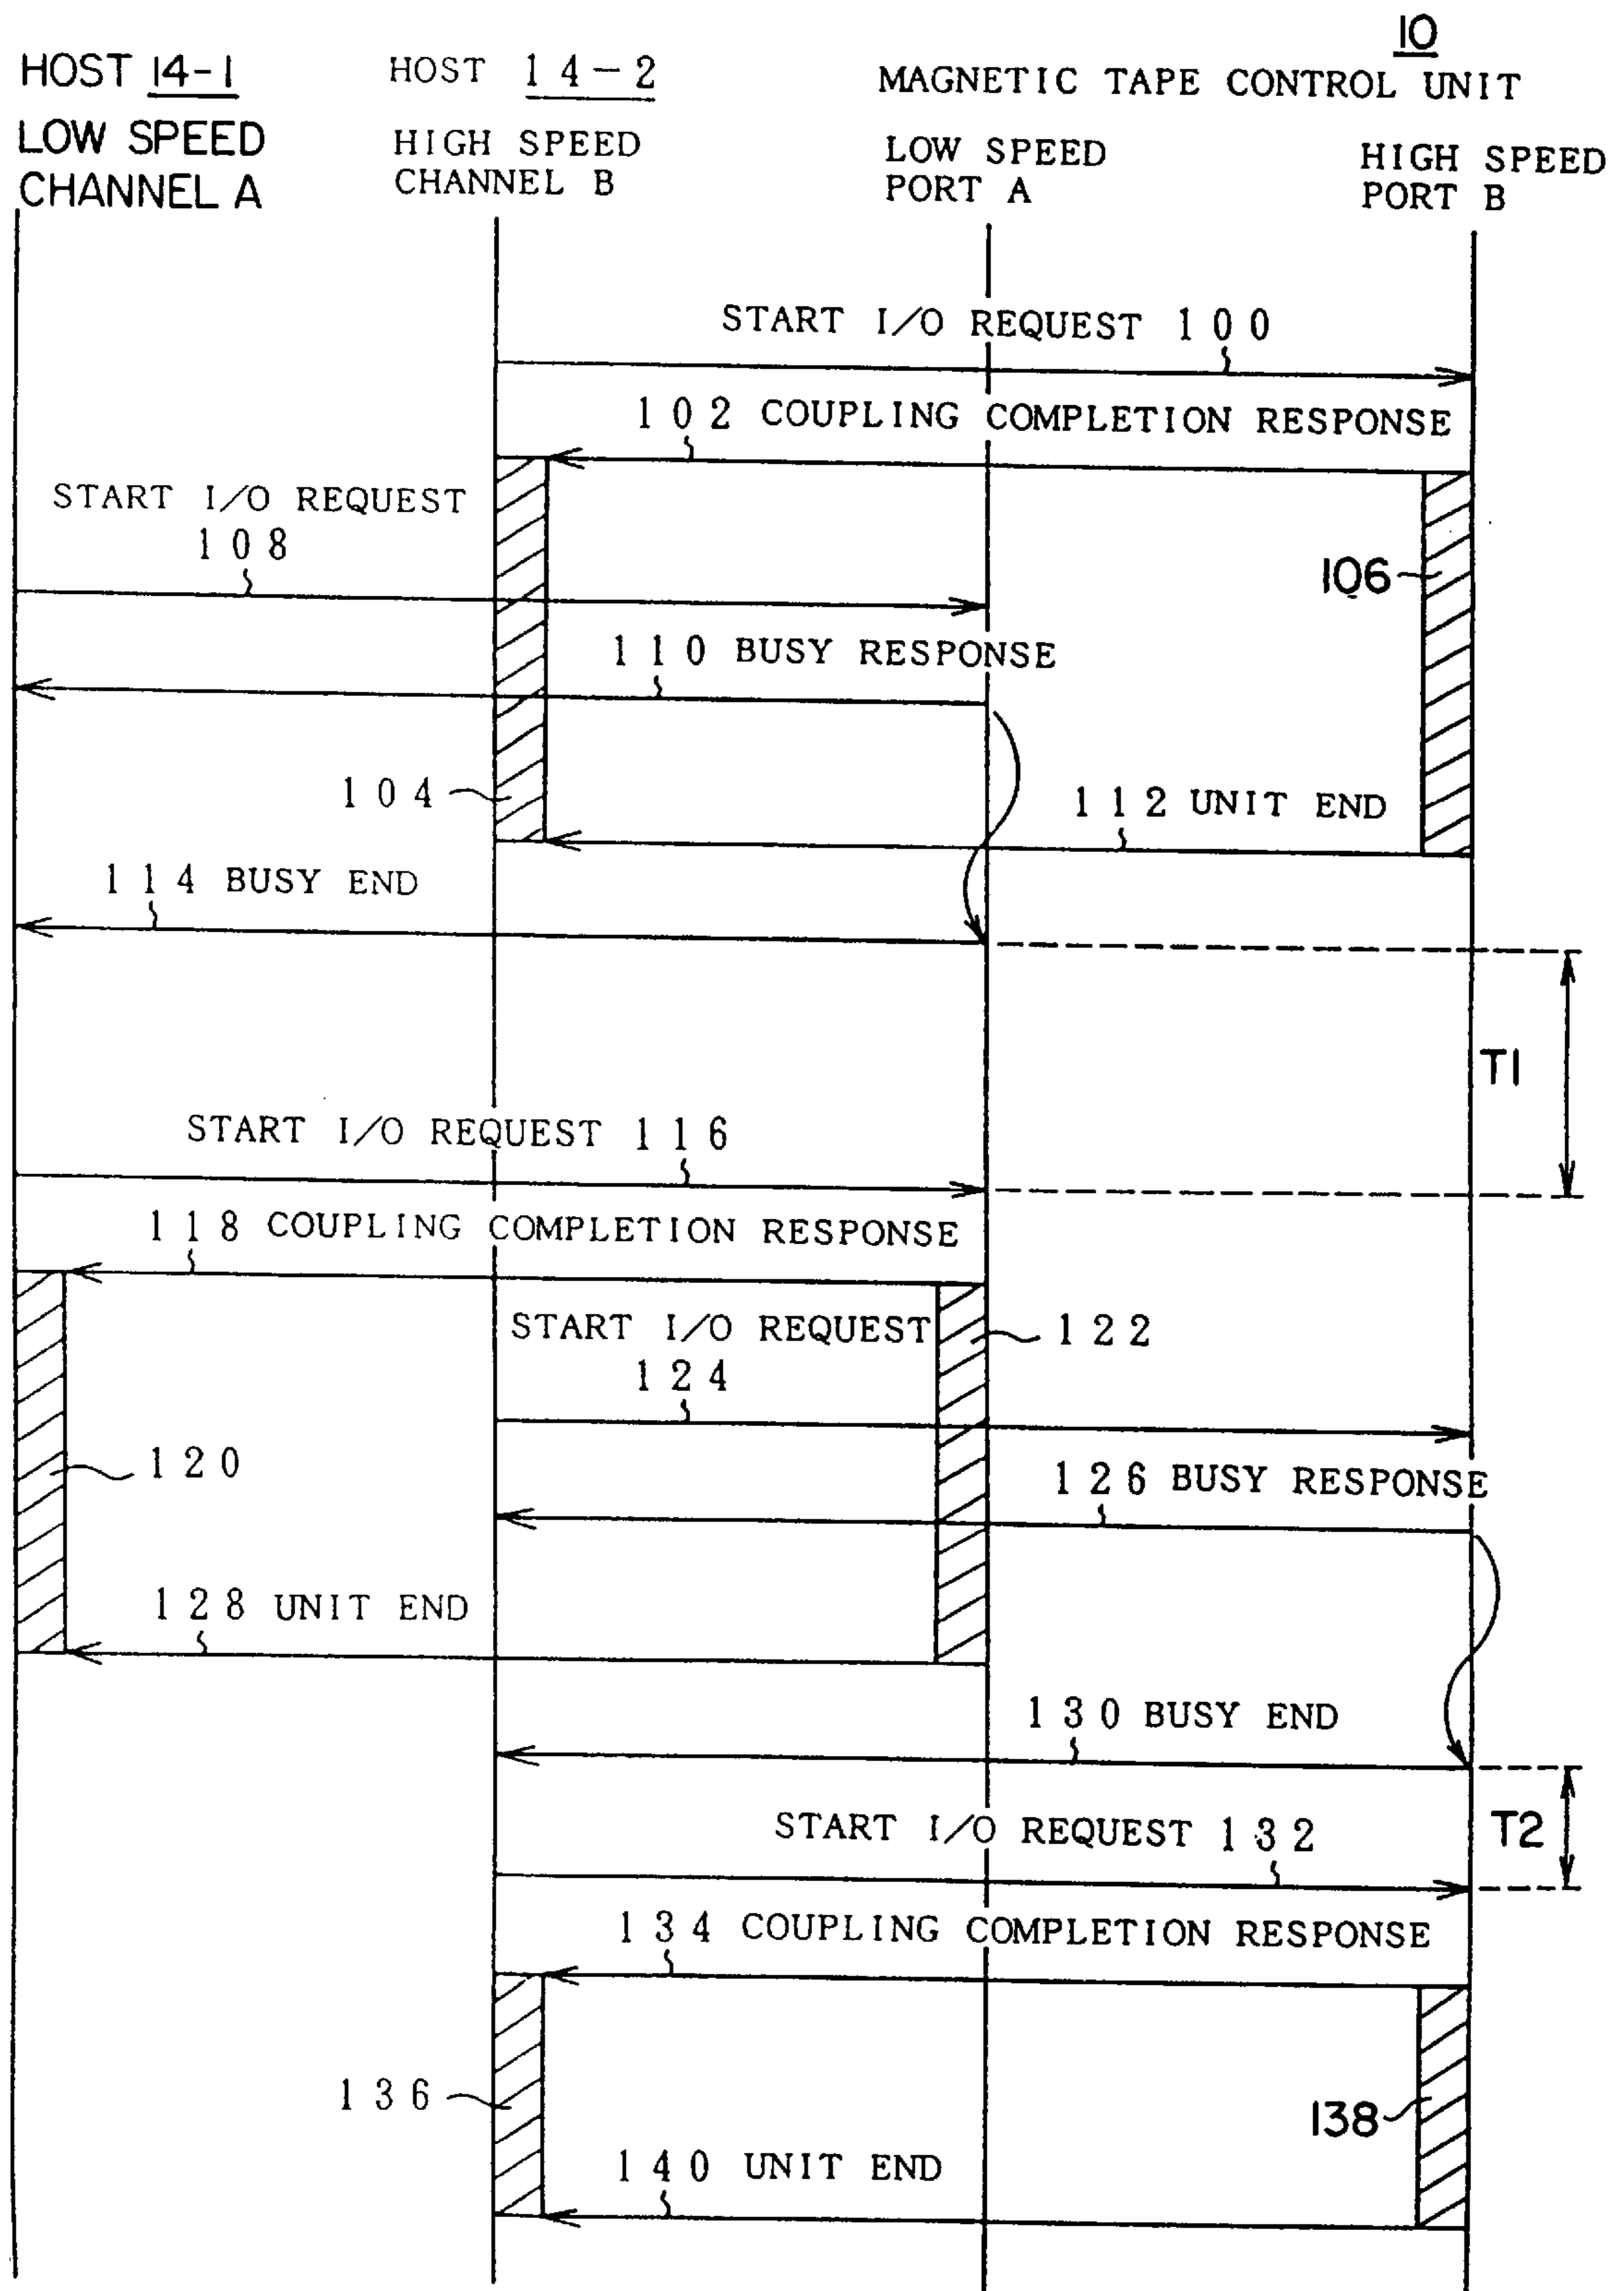 10
HOST 14-1
HOST 14-2
MAGNETIC TAPE CONTROL UNIT
LOW SPEED
CHANNEL A
HIGH SPEED
CHANNEL B
LOW SPEED
PORT A
HIGH SPEED
PORT B
START I/O REQUEST 100
102 COUPLING COMPLETION RESPONSE
START I/O REQUEST
108
106
110 BUSY RESPONSE
104
112 UNIT END
114 BUSY END
T1
START I/O REQUEST 116
118 COUPLING COMPLETION RESPONSE
START I/O REQUEST
124
122
120
126 BUSY RESPONSE
128 UNIT END
130 BUSY END
START I/O REQUEST 132
T2
134 COUPLING COMPLETION RESPONSE
136
138
140 UNIT END